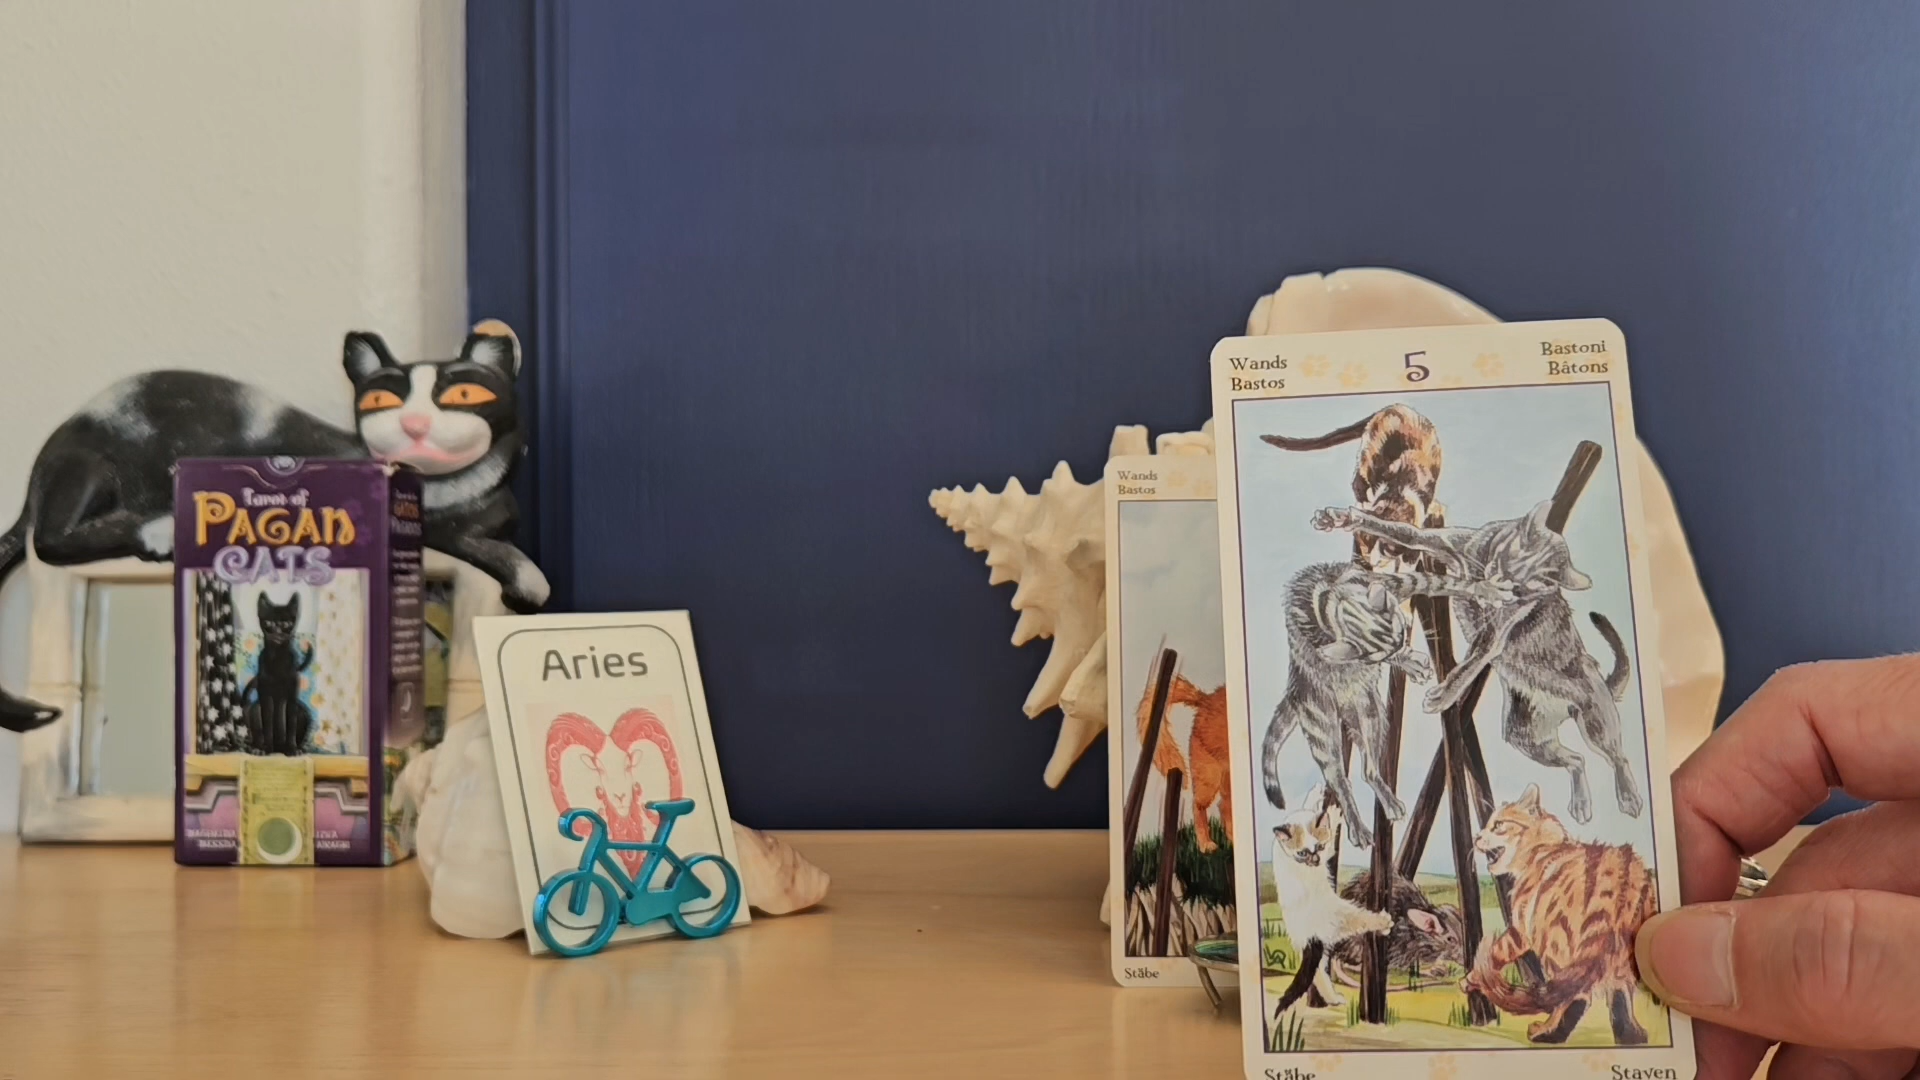 Tarot of
PAGAN
CATS
Aries
Wands
Bastos
Stäbe
Wands
Bastos
5
Bastoni
Bâtons
Stäbe
Staven